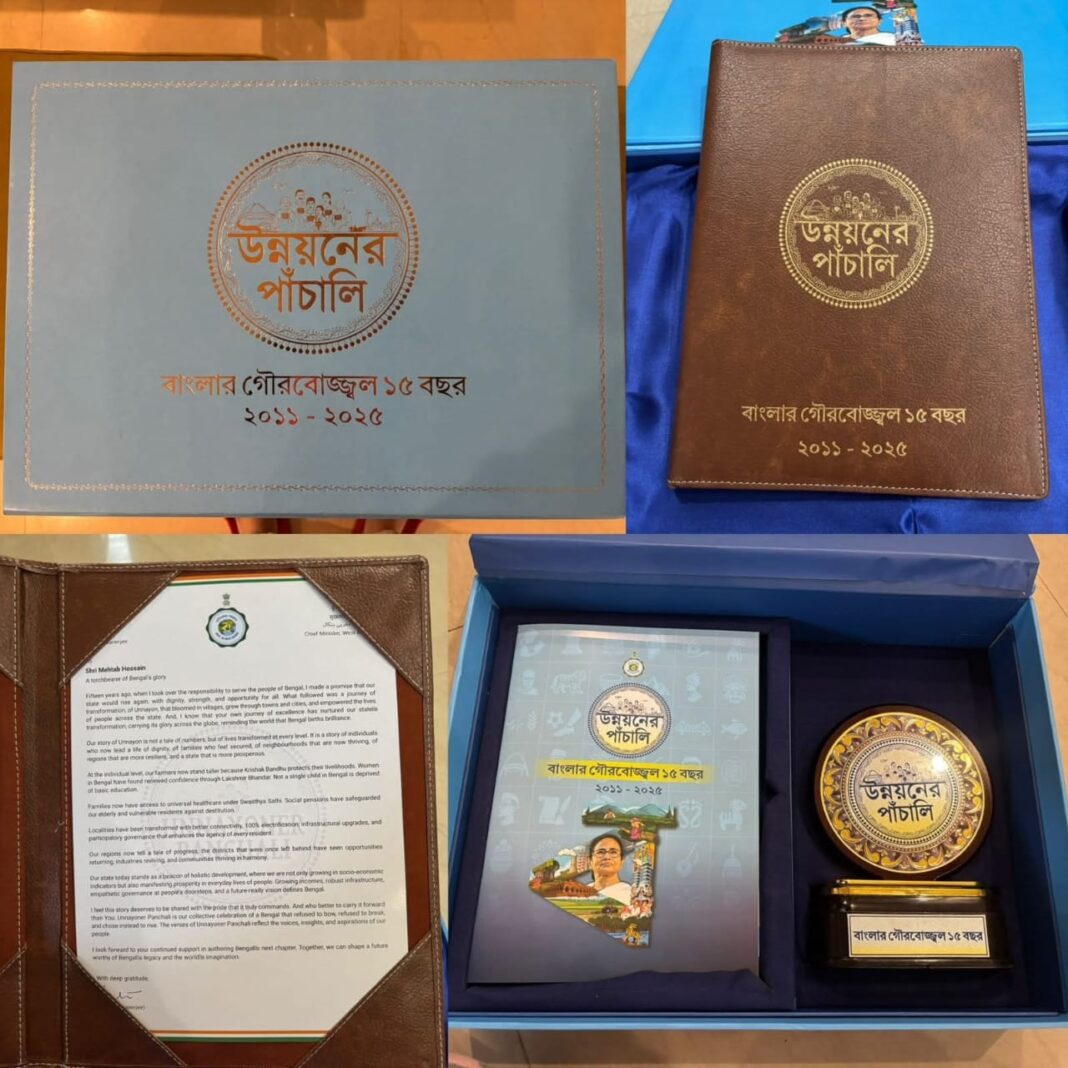 উন্নয়নের
পাঁচালি
বাংলার গৌরবোজ্জ্বল ১৫ বছর
২০১১ - ২০২৫
উন্নয়নের
পাঁচালি
বাংলার গৌরবোজ্জ্বল ১৫ বছর
২০১১ - ২০২৫
Chief Minister, West
Shri Mehtab Hossain
A torchbearer of Bengal's glory
Fifteen years ago, when I took over the responsibility to serve the people of Bengal, I made a promise that our
state would rise again, with dignity, strength, and opportunity for all. What followed was a journey of
transformation, of Unnayon, that bloomed in villages, grew through towns and cities, and empowered the lives
of people across the state. And, I know that your own journey of excellence has nurtured our state's
transformation, carrying its glory across the globe, reminding the world that Bengal births brilliance.
Our story of Unnayon is not a tale of numbers, but of lives transformed at every level. It is a story of individuals
who now lead a life of dignity, of families who feel secured, of neighbourhoods that are now thriving, of
regions that are more resilient, and a state that is more prosperous.
At the individual level, our farmers now stand taller because Krishak Bandhu protects their livelihoods. Women
in Bengal have found renewed confidence through Lakshmir Bhandar. Not a single child in Bengal is deprived
of basic education.
Families now have access to universal healthcare under Swasthya Sathi. Social pensions have safeguarded
our elderly and vulnerable residents against destitution.
Localities have been transformed with better connectivity, 100% electrification, infrastructural upgrades, and
participatory governance that enhances the agency of every resident.
Our regions now tell a tale of progress, the districts that were once left behind have seen opportunities
returning, industries reviving, and communities thriving in harmony.
Our state today stands as a beacon of holistic development, where we are not only growing in socio-economic
indicators but also manifesting prosperity in everyday lives of people. Growing incomes, robust infrastructure,
empathetic governance at people's doorsteps, and a future-ready vision defines Bengal.
I feel this story deserves to be shared with the pride that it truly commands. And who better to carry it forward
than You. Unnayoner Panchali is our collective celebration of a Bengal that refused to bow, refused to break,
and chose instead to rise. The verses of Unnayoner Panchali reflect the voices, insights, and aspirations of our
people.
I look forward to your continued support in authoring Bengal's next chapter. Together, we can shape a future
worthy of Bengal's legacy and the world's imagination.
With deep gratitude,
উন্নয়নের
পাঁচালি
বাংলার গৌরবোজ্জ্বল ১৫ বছর
২০১১ - ২০২৫
উন্নয়নের
পাঁচালি
বাংলার গৌরবোজ্জ্বল ১৫ বছর